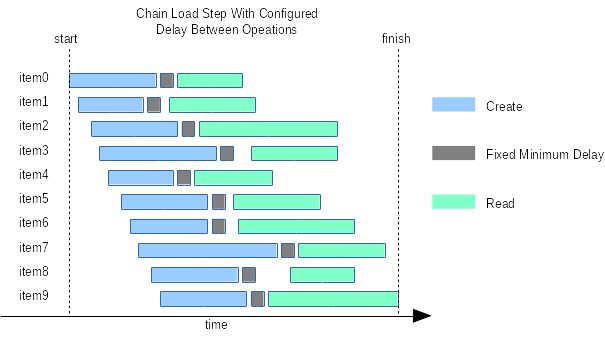 Chain Load Step With Configured
Delay Between Opeations
start
finish
item0
item1
item2
item3
item4
item5
item6
item7
item8
item9
Create
Fixed Minimum Delay
Read
time